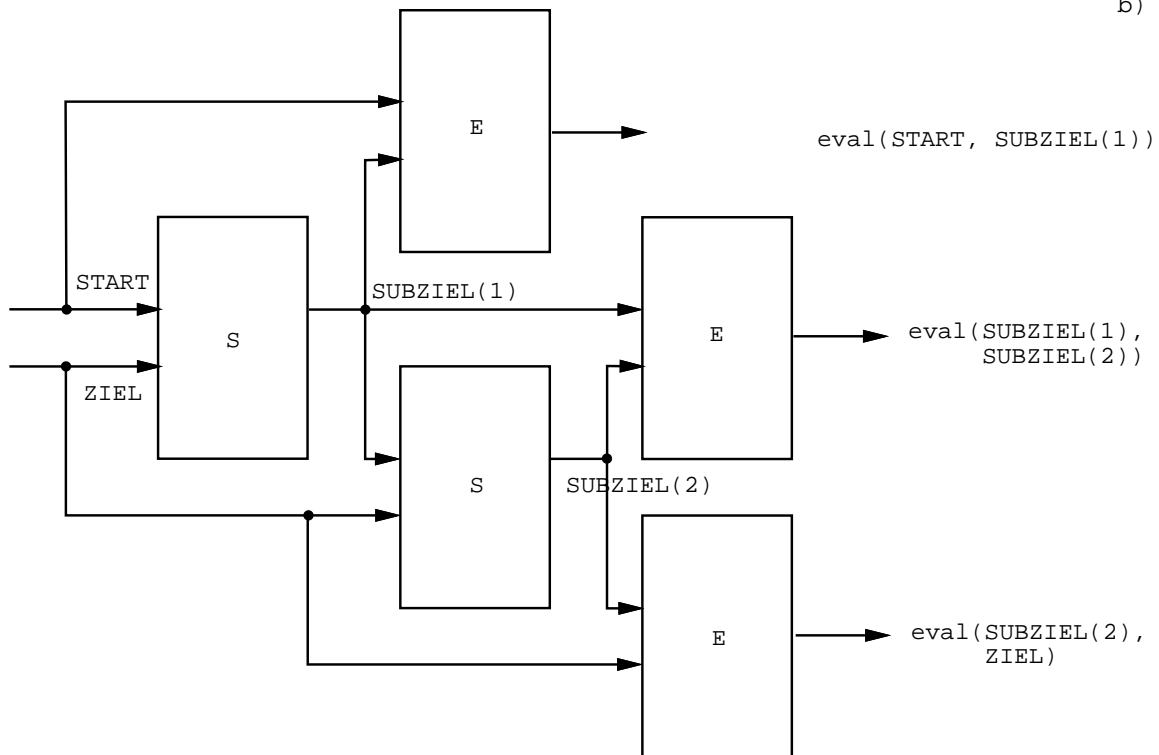 b)
E
eval(START, SUBZIEL(1))
START
SUBZIEL(1)
S
E
eval(SUBZIEL(1),
SUBZIEL(2))
ZIEL
S
SUBZIEL(2)
E
eval(SUBZIEL(2),
ZIEL)